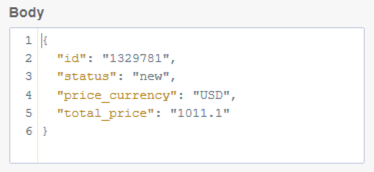 Body
1 {
2   "id": "1329781",
3   "status": "new",
4   "price_currency": "USD",
5   "total_price": "1011.1"
6 }